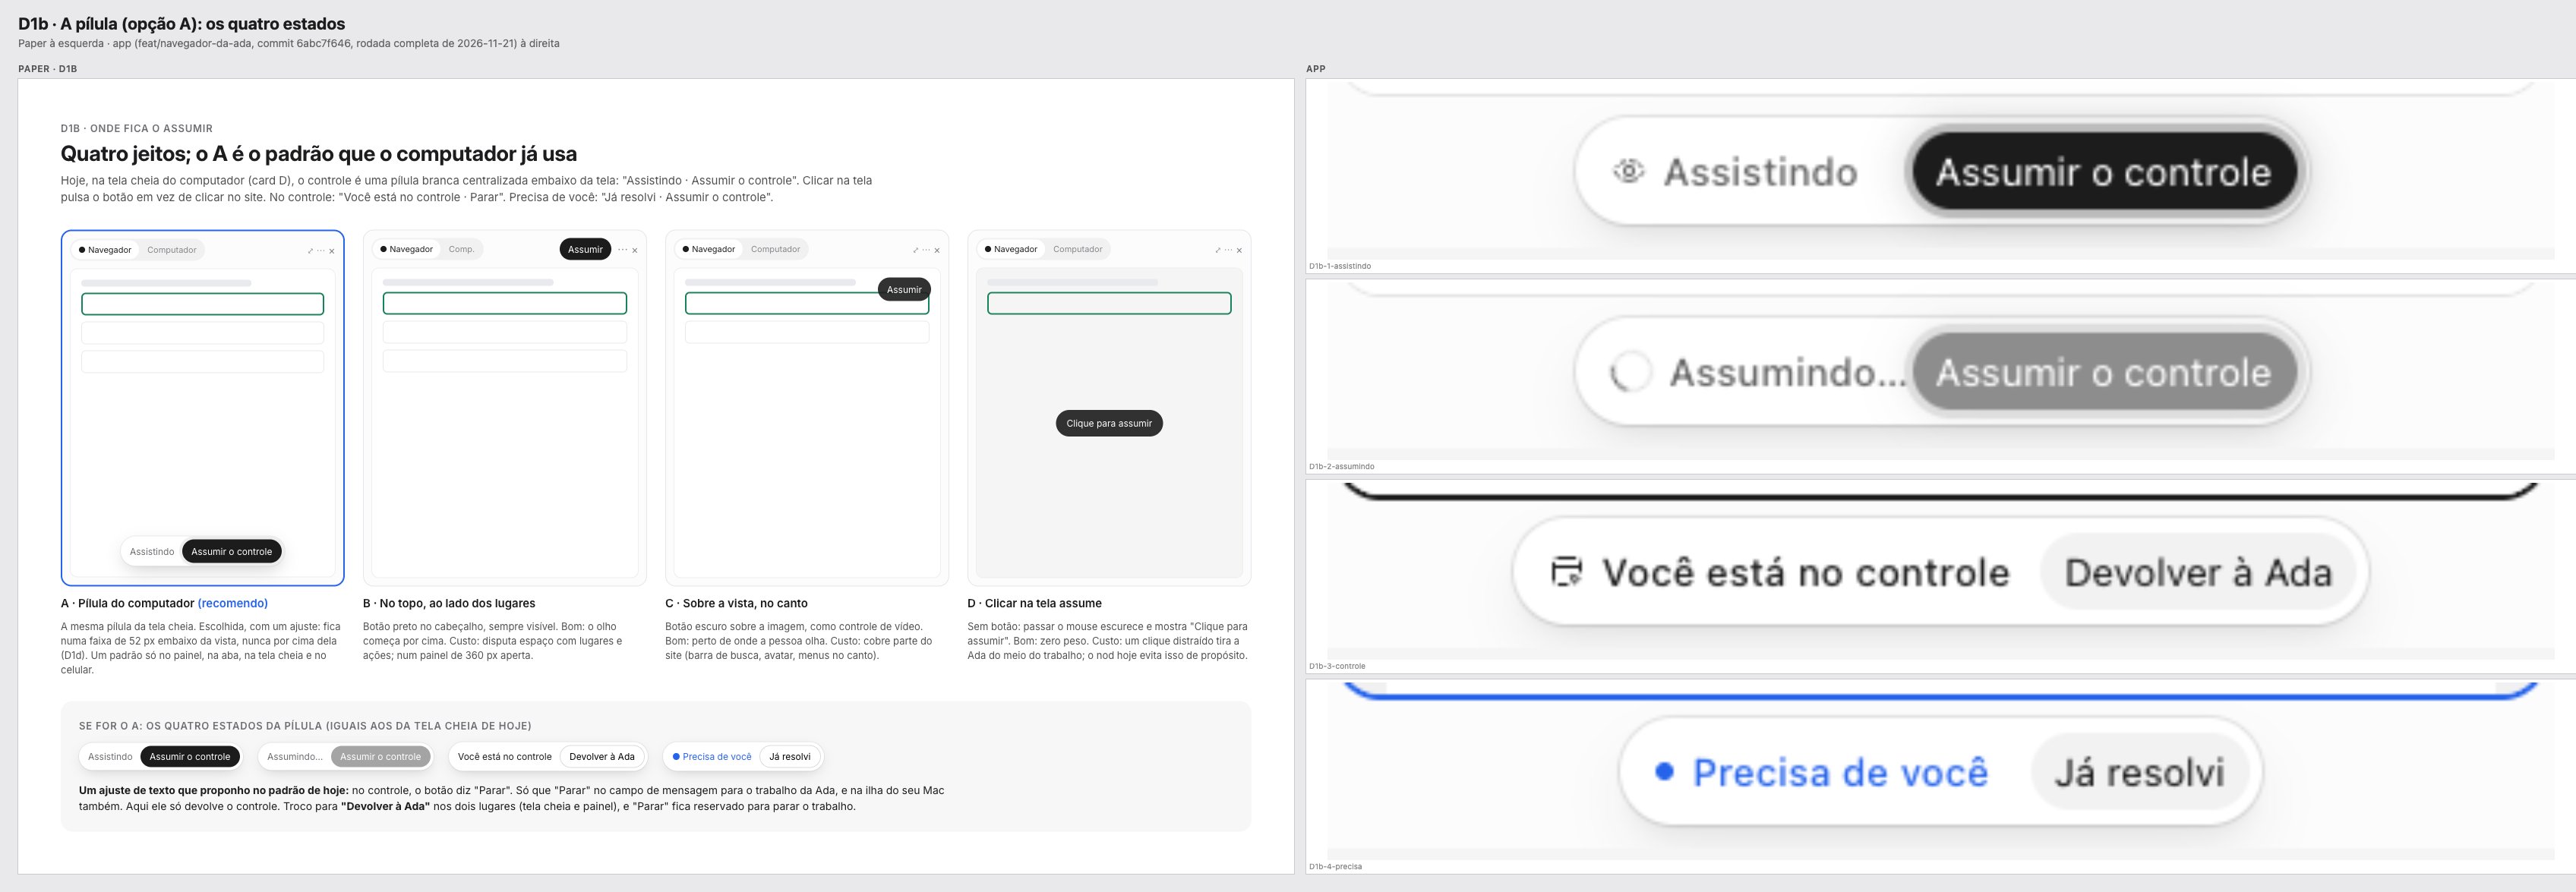 D1b · A pílula (opção A): os quatro estados
Paper à esquerda · app (feat/navegador-da-ada, commit 6abc7f646, rodada completa de 2026-11-21) à direita
PAPER · D1B
D1B · ONDE FICA O ASSUMIR
Quatro jeitos; o A é o padrão que o computador já usa
Hoje, na tela cheia do computador (card D), o controle é uma pílula branca centralizada embaixo da tela: "Assistindo · Assumir o controle". Clicar na tela
pulsa o botão em vez de clicar no site. No controle: "Você está no controle · Parar". Precisa de você: "Já resolvi · Assumir o controle".
Navegador
Computador
Assistindo
Assumir o controle
A · Pílula do computador (recomendo)
A mesma pílula da tela cheia. Escolhida, com um ajuste: fica
numa faixa de 52 px embaixo da vista, nunca por cima dela
(D1d). Um padrão só no painel, na aba, na tela cheia e no
celular.
Navegador
Comp.
Assumir
B · No topo, ao lado dos lugares
Botão preto no cabeçalho, sempre visível. Bom: o olho
começa por cima. Custo: disputa espaço com lugares e
ações; num painel de 360 px aperta.
Navegador
Computador
Assumir
C · Sobre a vista, no canto
Botão escuro sobre a imagem, como controle de vídeo.
Bom: perto de onde a pessoa olha. Custo: cobre parte do
site (barra de busca, avatar, menus no canto).
Navegador
Computador
Clique para assumir
D · Clicar na tela assume
Sem botão: passar o mouse escurece e mostra "Clique para
assumir". Bom: zero peso. Custo: um clique distraído tira a
Ada do meio do trabalho; o nod hoje evita isso de propósito.
SE FOR O A: OS QUATRO ESTADOS DA PÍLULA (IGUAIS AOS DA TELA CHEIA DE HOJE)
Assistindo
Assumir o controle
Assumindo...
Assumir o controle
Você está no controle
Devolver à Ada
Precisa de você
Já resolvi
Um ajuste de texto que proponho no padrão de hoje: no controle, o botão diz "Parar". Só que "Parar" no campo de mensagem para o trabalho da Ada, e na ilha do seu Mac
também. Aqui ele só devolve o controle. Troco para "Devolver à Ada" nos dois lugares (tela cheia e painel), e "Parar" fica reservado para parar o trabalho.
APP
Assistindo
Assumir o controle
D1b-1-assistindo
Assumindo...
Assumir o controle
D1b-2-assumindo
Você está no controle
Devolver à Ada
D1b-3-controle
Precisa de você
Já resolvi
D1b-4-precisa